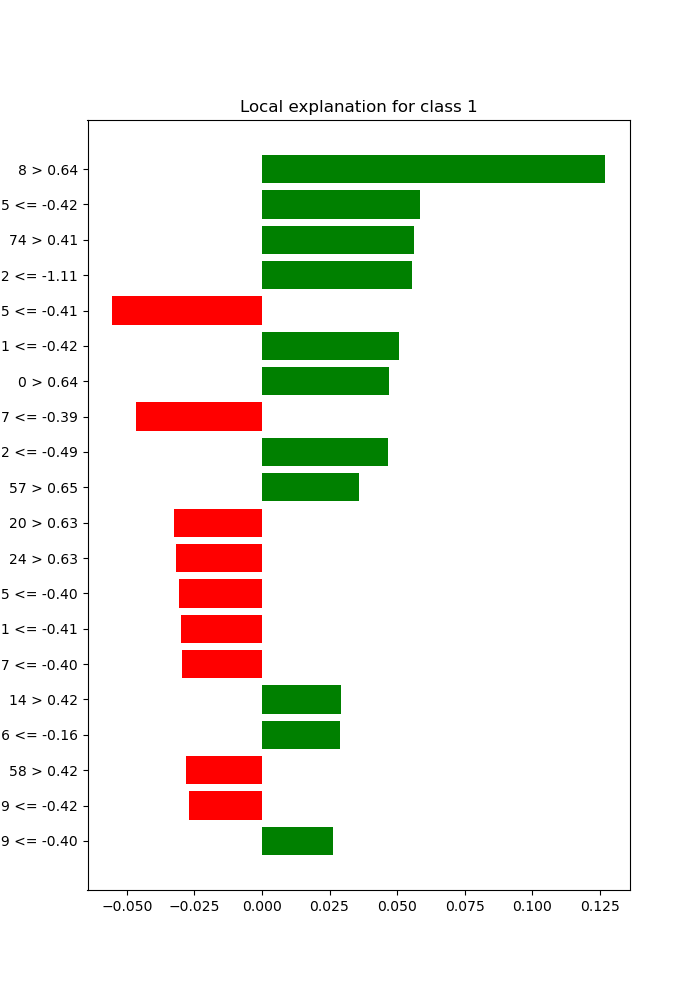 Local explanation for class 1
8 > 0.64
5 <= -0.42
74 > 0.41
2 <= -1.11
5 <= -0.41
1 <= -0.42
0 > 0.64
7 <= -0.39
2 <= -0.49
57 > 0.65
20 > 0.63
24 > 0.63
5 <= -0.40
1 <= -0.41
7 <= -0.40
14 > 0.42
6 <= -0.16
58 > 0.42
9 <= -0.42
9 <= -0.40
−0.050 −0.025 0.000 0.025 0.050 0.075 0.100 0.125